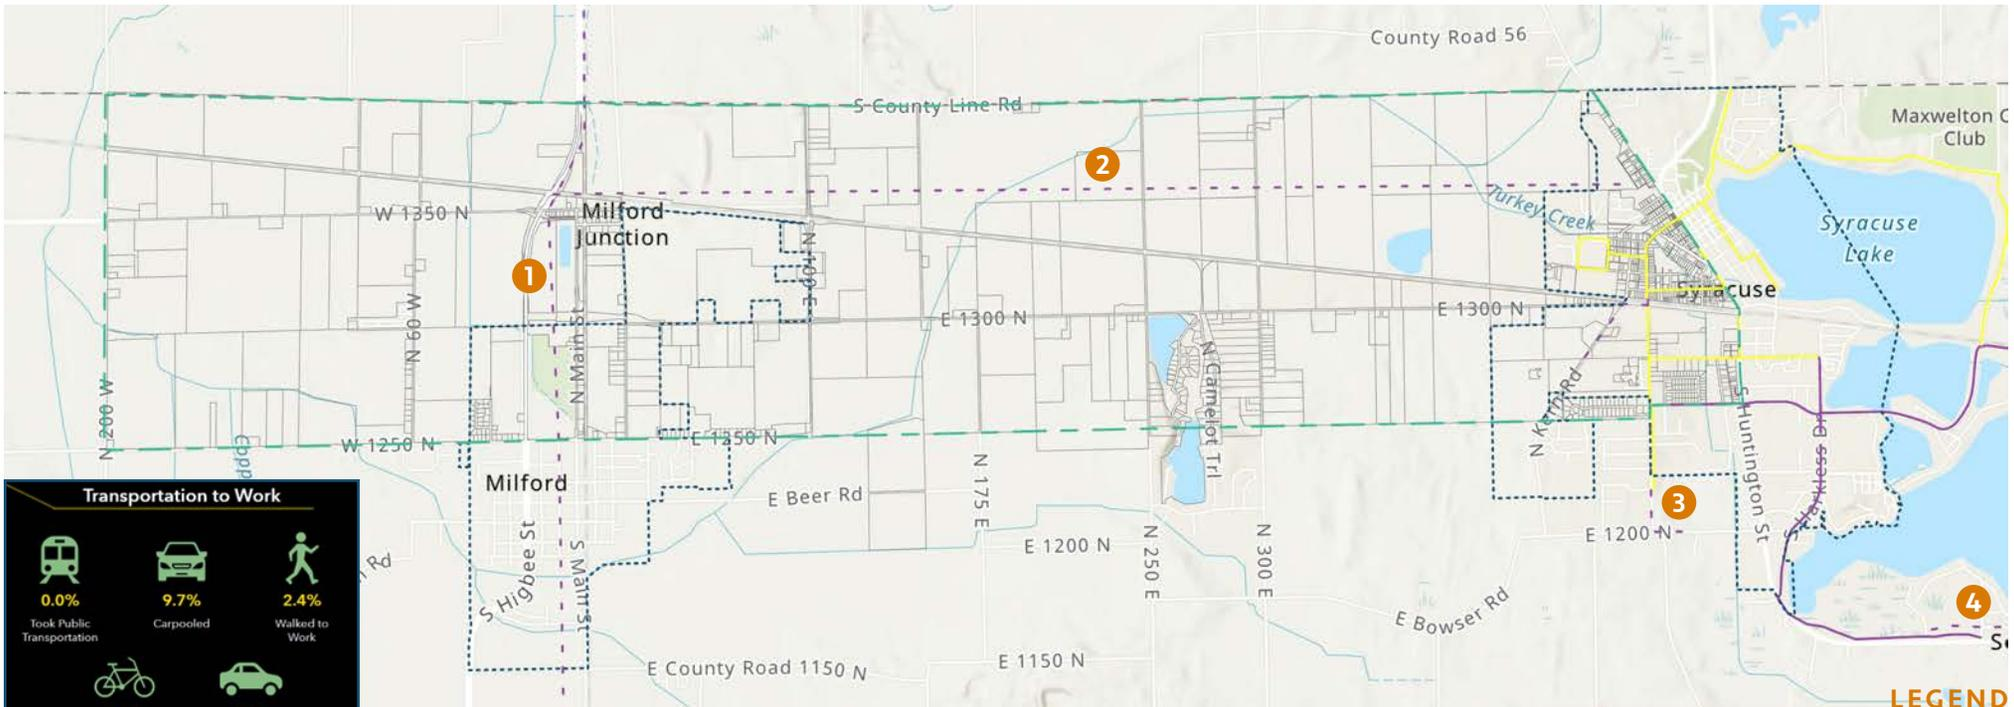 County Road 56
S County Line Rd
Maxwelton C
Club
2
Turkey Creek
W 1350 N
Milford
Junction
Syracuse
Lake
1
N 100 E
Syracuse
N 60 W
N Main St
E 1300 N
E 1300 N
N 200 W
N Camelot Trl
N Kern Rd
S Huntington St
S Harkless Dr
W 1250 N
E 1250 N
Milford
E Beer Rd
N 175 E
3
E 1200 N
E 1200 N
N 250 E
N 300 E
S Higbee St
S Main St
E Bowser Rd
4
E County Road 1150 N
E 1150 N
LEGEND
Transportation to Work
0.0%
9.7%
2.4%
Took Public
Transportation
Carpooled
Walked to
Work